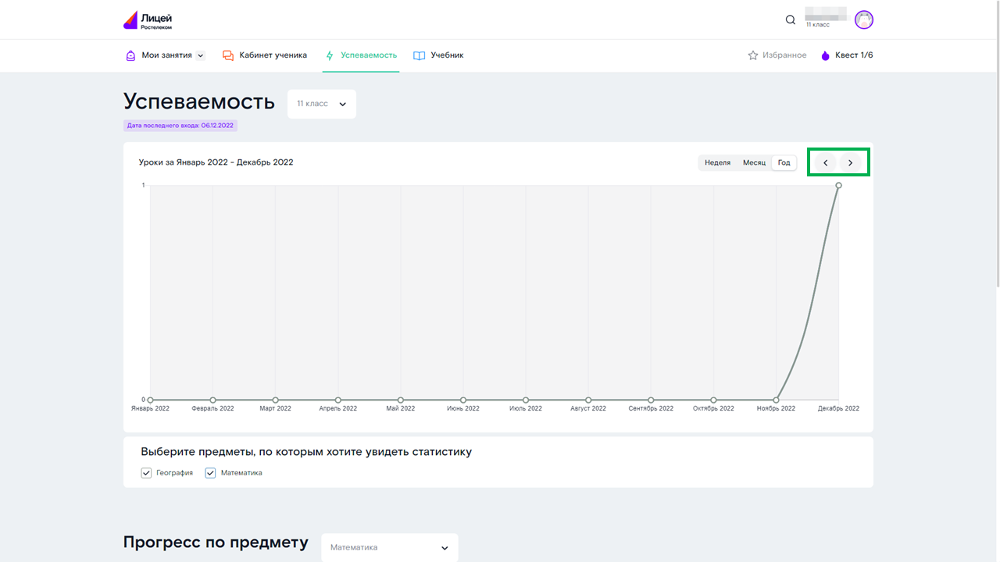 Лицей
Ростелеком
11 класс
Мои занятия
Кабинет ученика
Успеваемость
Учебник
Избранное
Квест 1/6
Успеваемость
11 класс
Дата последнего входа: 06.12.2022
Уроки за Январь 2022 - Декабрь 2022
Неделя
Месяц
Год
1
0
Январь 2022
Февраль 2022
Март 2022
Апрель 2022
Май 2022
Июнь 2022
Июль 2022
Август 2022
Сентябрь 2022
Октябрь 2022
Ноябрь 2022
Декабрь 2022
Выберите предметы, по которым хотите увидеть статистику
География
Математика
Прогресс по предмету
Математика